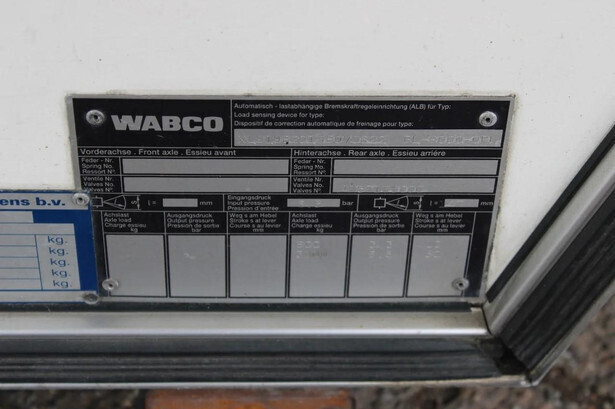 WABCO
Automatisch - lastabhängige Bremskraftregeleinrichtung (ALB) für Typ:
Load sensing device for type:
Dispositif de correction automatique de freinage pour type:
Vorderachse . Front axle . Essieu avant
Hinterachse . Rear axle . Essieu arrière
Feder - Nr.
Spring No.
Ressort Nº
Feder - Nr.
Spring No.
Ressort Nº
Ventile Nr.
Valves No.
Ventile Nr.
Valves No.
l = mm
Eingangsdruck
Input pressure
Pression d'entrée
bar
l = mm
Achslast
Axle load
Charge essieu
kg
Ausgangsdruck
Output pressure
Pression de sortie
bar
Weg s am Hebel
Stroke s at lever
Course s au levier
mm
Achslast
Axle load
Charge essieu
kg
Ausgangsdruck
Output pressure
Pression de sortie
bar
Weg s am Hebel
Stroke s at lever
Course s au levier
mm
ens b.v.
kg.
kg.
kg.
kg.
kg.